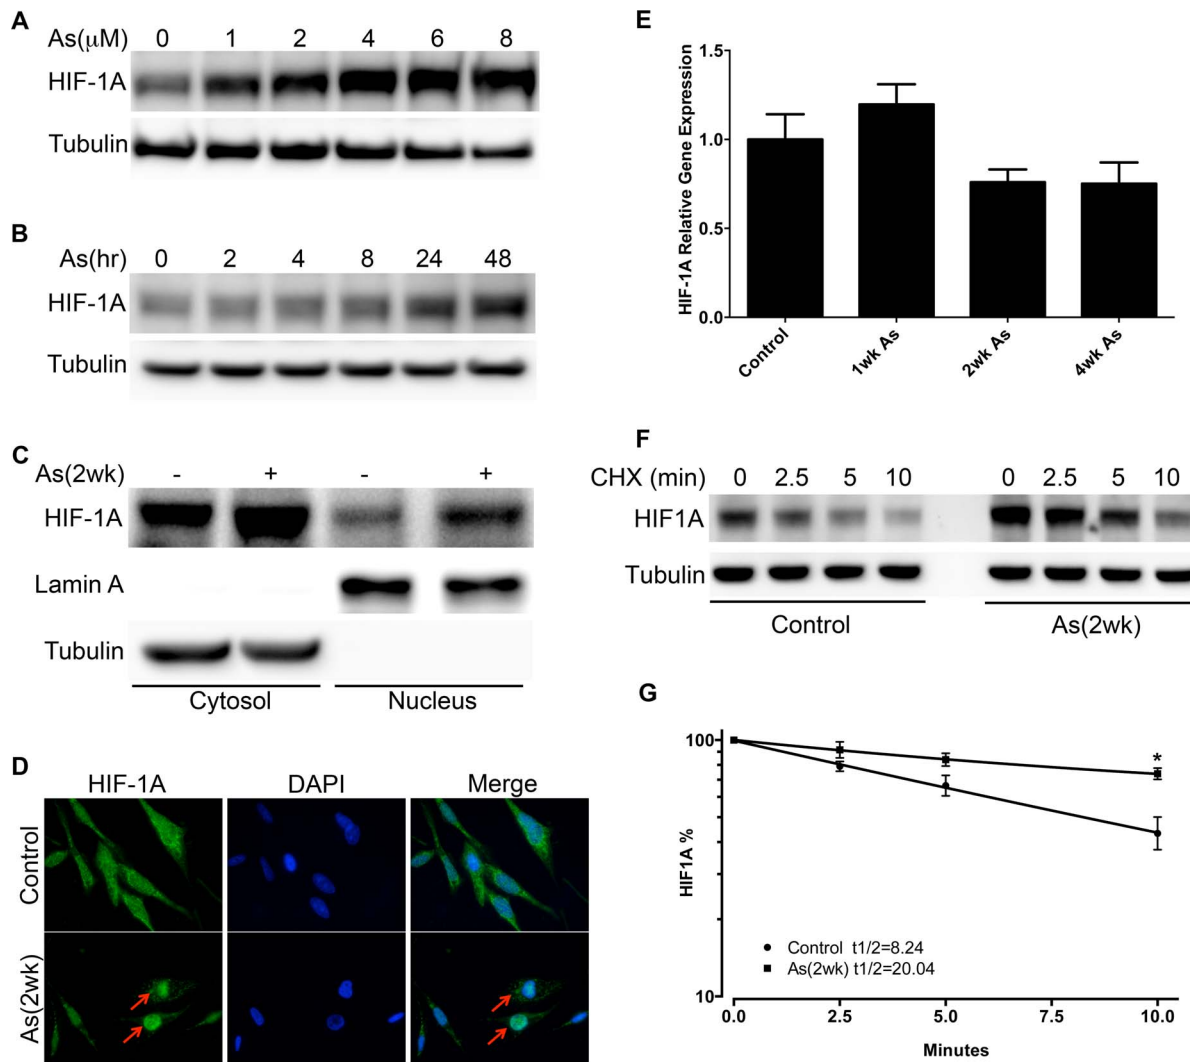 A
As(μM) 0 1 2 4 6 8
HIF-1A
Tubulin
B
As(hr) 0 2 4 8 24 48
HIF-1A
Tubulin
C
As(2wk) - + - +
HIF-1A
Lamin A
Tubulin
Cytosol Nucleus
D
HIF-1A DAPI Merge
Control
As(2wk)
E
HIF-1A Relative Gene Expression
1.5
1.0
0.5
0.0
Control 1wk As 2wk As 4wk As
F
CHX (min) 0 2.5 5 10 0 2.5 5 10
HIF1A
Tubulin
Control As(2wk)
G
HIF1A %
100
*
10
Control t1/2=8.24
As(2wk) t1/2=20.04
0.0 2.5 5.0 7.5 10.0
Minutes